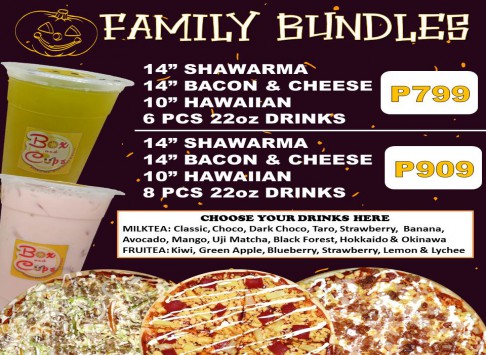 FAMILY BUNDLES
14” SHAWARMA
14” BACON & CHEESE
10” HAWAIIAN
6 PCS 22oz DRINKS
P799
14” SHAWARMA
14” BACON & CHEESE
10” HAWAIIAN
8 PCS 22oz DRINKS
P909
CHOOSE YOUR DRINKS HERE
MILKTEA: Classic, Choco, Dark Choco, Taro, Strawberry, Banana,
Avocado, Mango, Uji Matcha, Black Forest, Hokkaido & Okinawa
FRUITEA: Kiwi, Green Apple, Blueberry, Strawberry, Lemon & Lychee
Box
and
Cups
Box
and
Cups